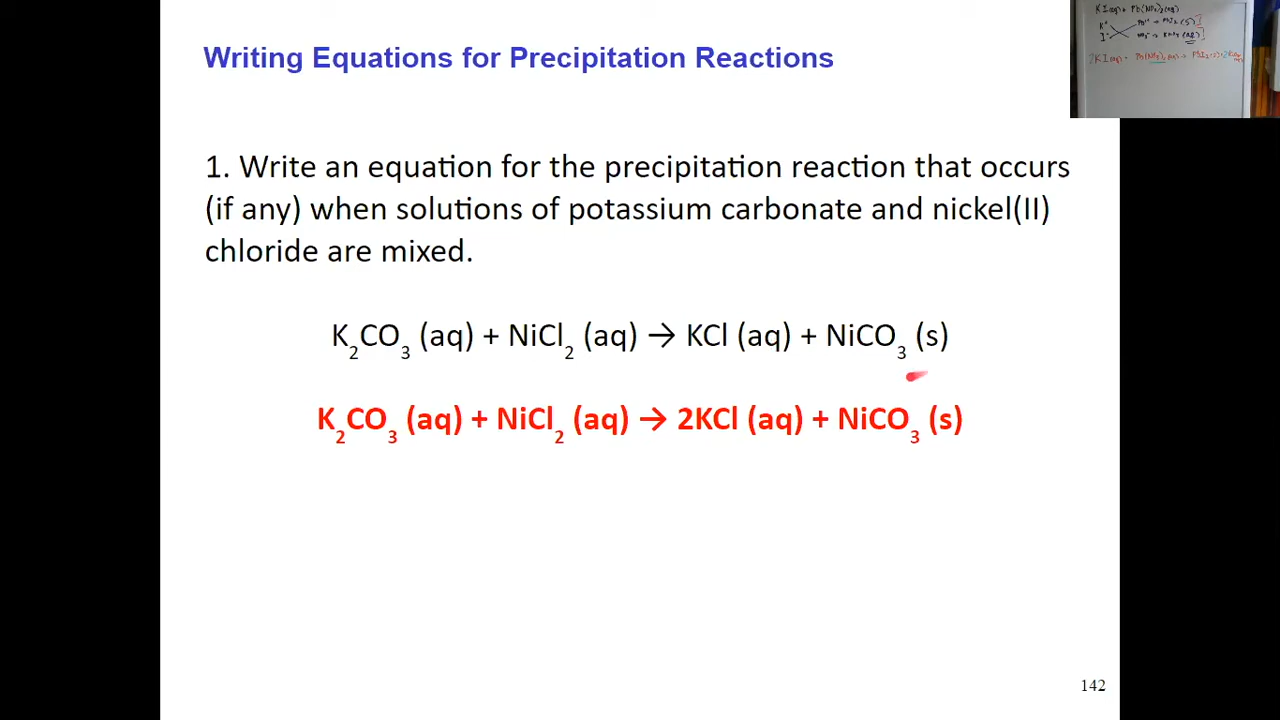 Writing Equations for Precipitation Reactions
1. Write an equation for the precipitation reaction that occurs
(if any) when solutions of potassium carbonate and nickel(II)
chloride are mixed.
K₂CO₃ (aq) + NiCl₂ (aq) → KCl (aq) + NiCO₃ (s)
K₂CO₃ (aq) + NiCl₂ (aq) → 2KCl (aq) + NiCO₃ (s)
142